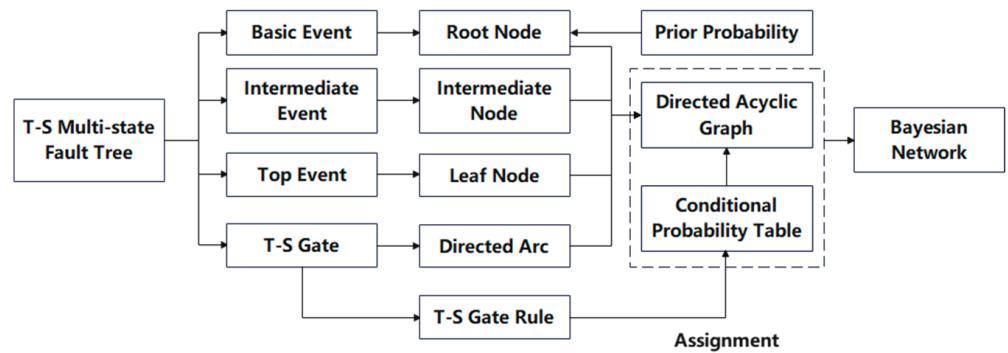 Basic Event
Root Node
Prior Probability
Intermediate
Event
Intermediate
Node
Directed Acyclic
Graph
T-S Multi-state
Fault Tree
Bayesian
Network
Top Event
Leaf Node
Conditional
Probability Table
T-S Gate
Directed Arc
T-S Gate Rule
Assignment